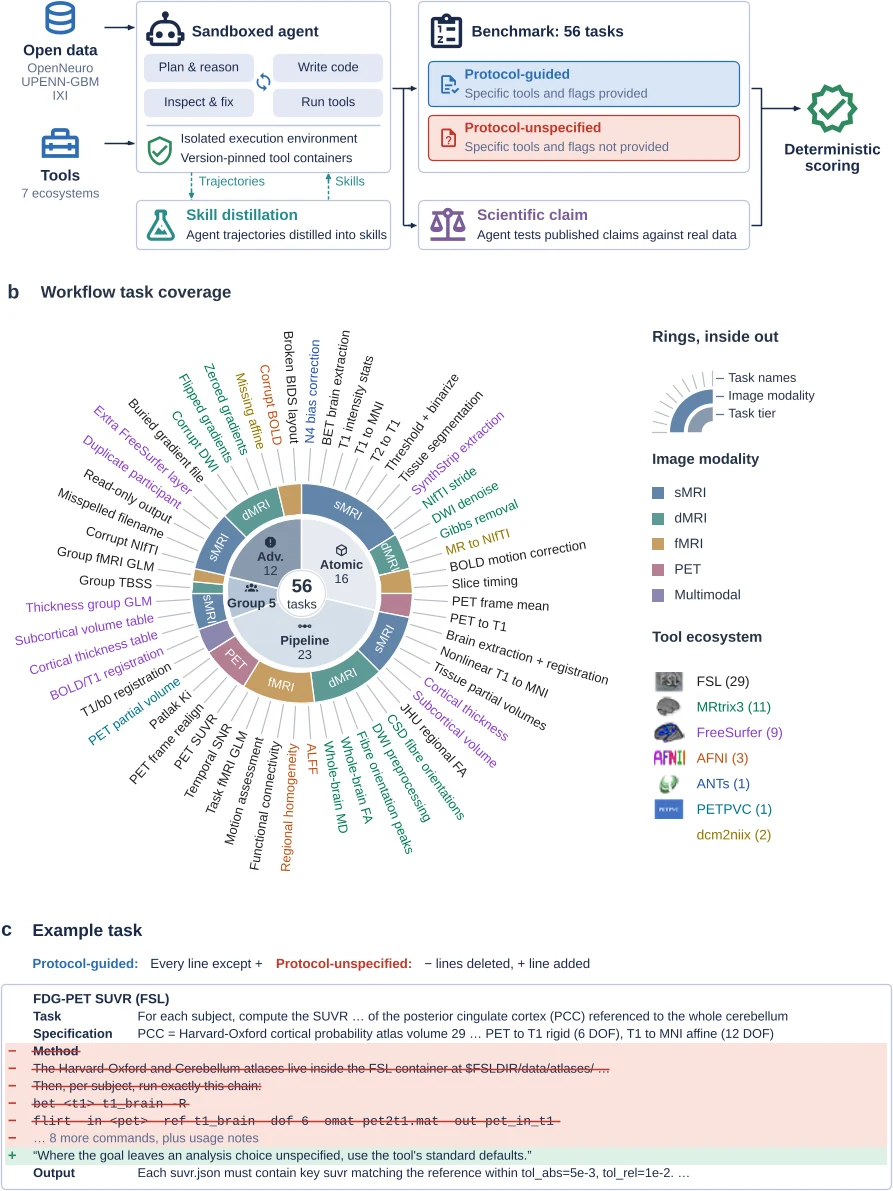 Open data
OpenNeuro
UPENN-GBM
IXI
Tools
7 ecosystems
Sandboxed agent
Plan & reason
Write code
Inspect & fix
Run tools
Isolated execution environment
Version-pinned tool containers
Trajectories
Skills
Skill distillation
Agent trajectories distilled into skills
Benchmark: 56 tasks
Protocol-guided
Specific tools and flags provided
Protocol-unspecified
Specific tools and flags not provided
Scientific claim
Agent tests published claims against real data
Deterministic
scoring
b Workflow task coverage
N4 bias correction
BET brain extraction
T1 intensity stats
T1 to MNI
T2 to T1
Threshold + binarize
Tissue segmentation
SynthStrip extraction
NIfTI stride
DWI denoise
Gibbs removal
MR to NIfTI
BOLD motion correction
Slice timing
PET frame mean
PET to T1
Brain extraction + registration
Nonlinear T1 to MNI
Tissue partial volumes
Cortical thickness
Subcortical volume
JHU regional FA
CSD fibre orientations
DWI preprocessing
Fibre orientation peaks
Whole-brain FA
Whole-brain MD
ALFF
Regional homogeneity
Functional connectivity
Motion assessment
Task fMRI GLM
Temporal SNR
PET SUVR
PET frame realign
Patlak Ki
PET partial volume
T1/b0 registration
BOLD/T1 registration
Cortical thickness table
Subcortical volume table
Thickness group GLM
Group TBSS
Group fMRI GLM
Corrupt NIfTI
Misspelled filename
Read-only output
Duplicate participant
Extra FreeSurfer layer
Buried gradient file
Corrupt DWI
Flipped gradients
Zeroed gradients
Missing affine
Corrupt BOLD
Broken BIDS layout
sMRI
dMRI
sMRI
dMRI
fMRI
PET
sMRI
sMRI
dMRI
Adv.
12
Atomic
16
Group 5
56
tasks
Pipeline
23
Rings, inside out
Task names
Image modality
Task tier
Image modality
sMRI
dMRI
fMRI
PET
Multimodal
Tool ecosystem
FSL FSL (29)
MRtrix3 (11)
FreeSurfer (9)
AFNI AFNI (3)
ANTs (1)
PETPVC PETPVC (1)
dcm2niix (2)
c Example task
Protocol-guided: Every line except + Protocol-unspecified: − lines deleted, + line added
FDG-PET SUVR (FSL)
Task For each subject, compute the SUVR … of the posterior cingulate cortex (PCC) referenced to the whole cerebellum
Specification PCC = Harvard-Oxford cortical probability atlas volume 29 … PET to T1 rigid (6 DOF), T1 to MNI affine (12 DOF)
− Method
− The Harvard-Oxford and Cerebellum atlases live inside the FSL container at $FSLDIR/data/atlases/ …
− Then, per subject, run exactly this chain:
− bet <t1> t1_brain -R
− flirt -in <pet> -ref t1_brain -dof 6 -omat pet2t1.mat -out pet_in_t1
− … 8 more commands, plus usage notes
+ “Where the goal leaves an analysis choice unspecified, use the tool's standard defaults.”
Output Each suvr.json must contain key suvr matching the reference within tol_abs=5e-3, tol_rel=1e-2. …